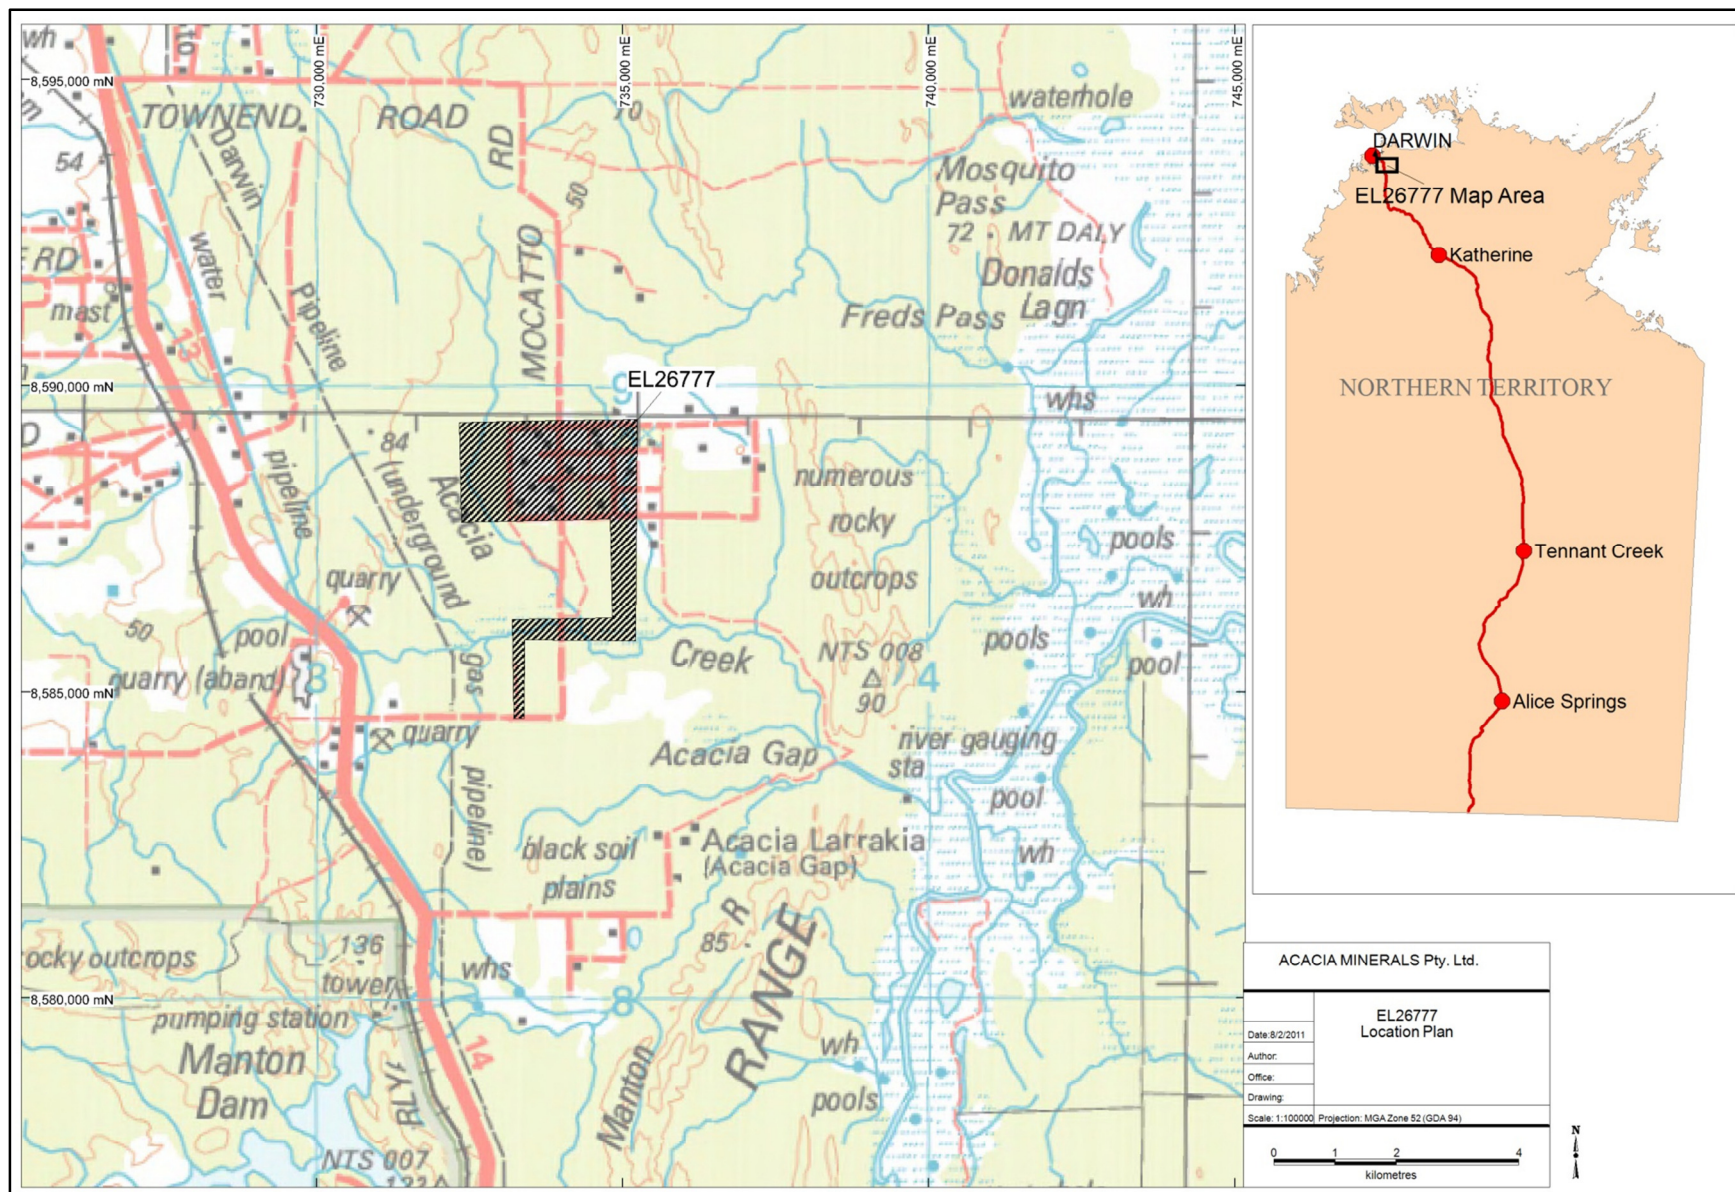 wh
to
730,000 mE
735,000 mE
740,000 mE
745,000 mE
8,595,000 mN
TOWNEND ROAD
RD
70
waterhole
54
Darwin
Mosquito
Pass
50
72
MT DALY
water
RD
Donalds
Lagn
mast
13
Pipeline
MOCATTO
Freds Pass
8,590,000 mN
9
EL26777
whs
D
84
(underground
pipeline
Acacia
numerous
rocky
outcrops
pools
quarry
wh
50
pool
gas
Creek
NTS 008
pools
pool
quarry (aband)
3
74
90
8,585,000 mN
quarry
Acacia Gap
river gauging
sta
pipeline)
pool
black soil
plains
Acacia Larrakia
(Acacia Gap)
wh
R
136
85
RANGE
ocky outcrops
tower
whs
8,580,000 mN
8
pumping station
14
wh
Manton
Dam
RLY
Manton
pools
NTS 007
DARWIN
EL26777 Map Area
Katherine
NORTHERN TERRITORY
Tennant Creek
Alice Springs
ACACIA MINERALS Pty. Ltd.
EL26777
Location Plan
Date:8/2/2011
Author:
Office:
Drawing:
Scale: 1:100000 Projection: MGA Zone 52 (GDA 94)
0 1 2 4
kilometres
N